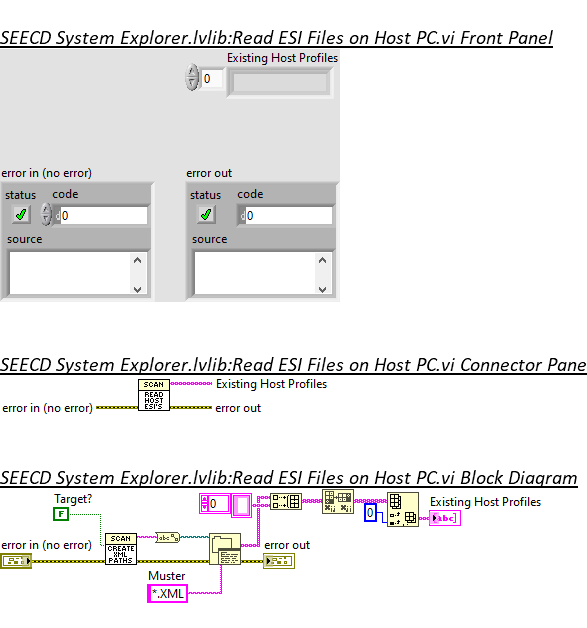 SEECD System Explorer.lvlib:Read ESI Files on Host PC.vi Front Panel
Existing Host Profiles
0
error in (no error)
error out
status code
status code
0
0
source
source
SEECD System Explorer.lvlib:Read ESI Files on Host PC.vi Connector Pane
SCAN
READ
HOST
ESI'S
Existing Host Profiles
error in (no error)
error out
SEECD System Explorer.lvlib:Read ESI Files on Host PC.vi Block Diagram
Target?
F
0
0
Existing Host Profiles
abc
error in (no error)
SCAN
CREATE
XML
PATHS
abc
error out
Muster
*.XML